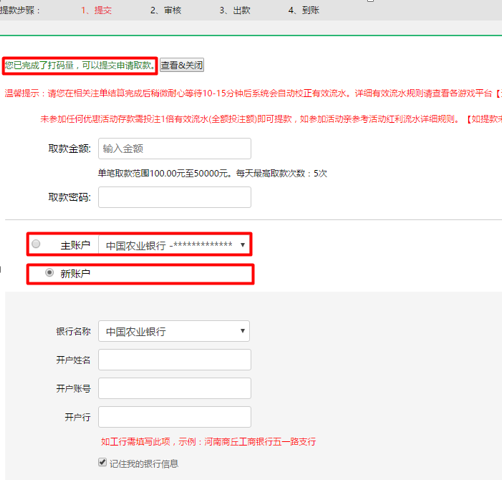 提款步骤： 1、提交 2、审核 3、出款 4、到账
您已完成了打码量，可以提交申请取款。 查看&关闭
温馨提示：请您在相关注单结算完成后稍微耐心等待10-15分钟后系统会自动校正有效流水。详细有效流水规则请查看各游戏平台【
未参加任何优惠活动存款需投注1倍有效流水(金额投注额)即可提款，如参加活动亲参考活动红利流水详细规则。【如提款未
取款金额: 输入金额
单笔取款范围100.00元至50000元。每天最高取款次数：5次
取款密码:
主账户 中国农业银行 -*************
新账户
银行名称 中国农业银行
开户姓名
开户账号
开户行
如工行需填写此项，示例：河南商丘工商银行五一路支行
记住我的银行信息